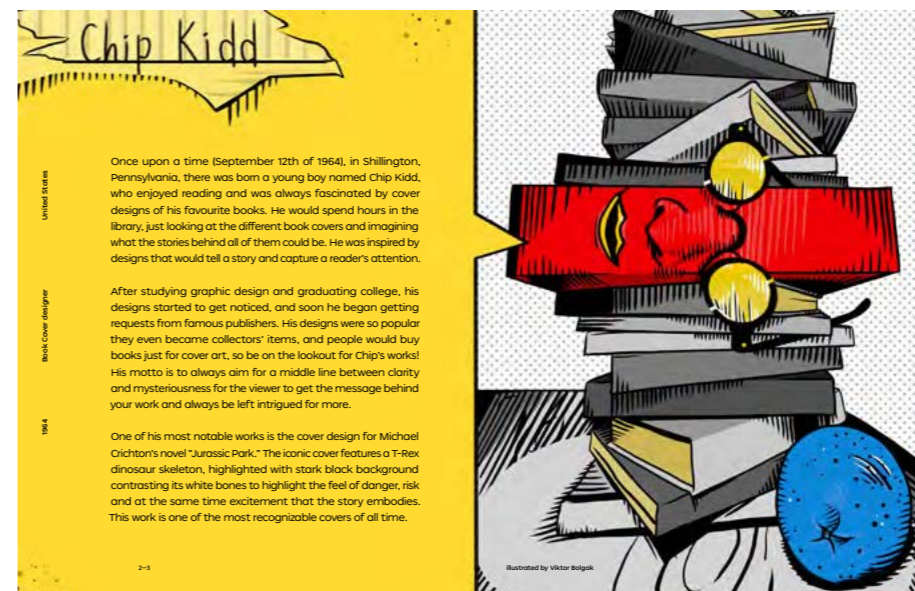 Chip Kidd
United States
Book Cover designer
1964
Once upon a time (September 12th of 1964), in Shillington,
Pennsylvania, there was born a young boy named Chip Kidd,
who enjoyed reading and was always fascinated by cover
designs of his favourite books. He would spend hours in the
library, just looking at the different book covers and imagining
what the stories behind all of them could be. He was inspired by
designs that would tell a story and capture a reader's attention.
After studying graphic design and graduating college, his
designs started to get noticed, and soon he began getting
requests from famous publishers. His designs were so popular
they even became collectors' items, and people would buy
books just for cover art, so be on the lookout for Chip's works!
His motto is to always aim for a middle line between clarity
and mysteriousness for the viewer to get the message behind
your work and always be left intrigued for more.
One of his most notable works is the cover design for Michael
Crichton's novel "Jurassic Park." The iconic cover features a T-Rex
dinosaur skeleton, highlighted with stark black background
contrasting its white bones to highlight the feel of danger, risk
and at the same time excitement that the story embodies.
This work is one of the most recognizable covers of all time.
2–3
illustrated by Viktor Balgak